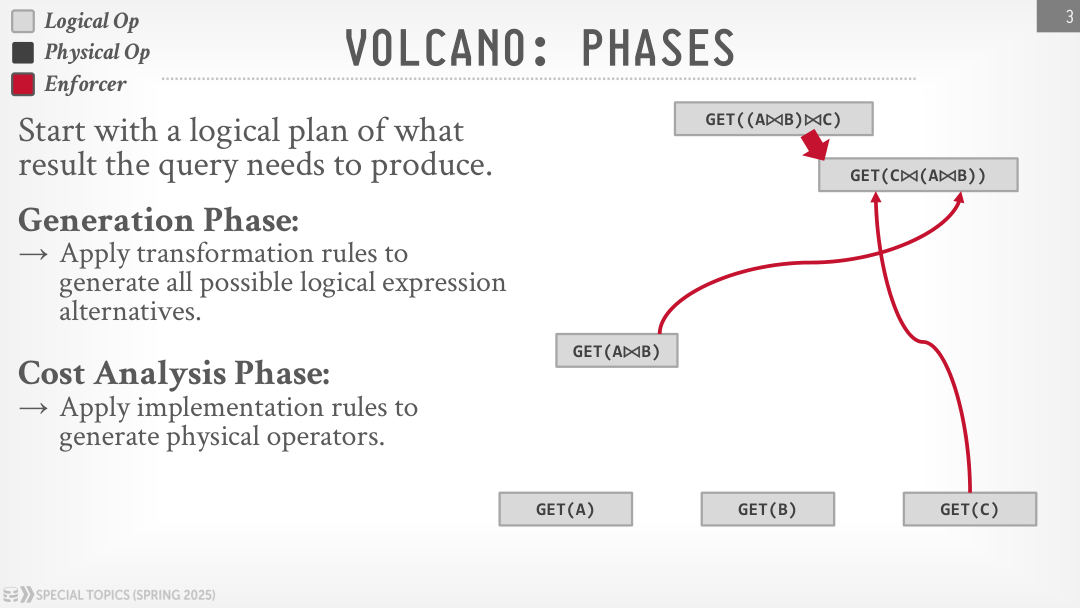 Logical Op
Physical Op
Enforcer
VOLCANO: PHASES
3
Start with a logical plan of what
result the query needs to produce.
Generation Phase:
→ Apply transformation rules to
generate all possible logical expression
alternatives.
Cost Analysis Phase:
→ Apply implementation rules to
generate physical operators.
GET((A⋈B)⋈C)
GET(C⋈(A⋈B))
GET(A⋈B)
GET(A)
GET(B)
GET(C)
SPECIAL TOPICS (SPRING 2025)